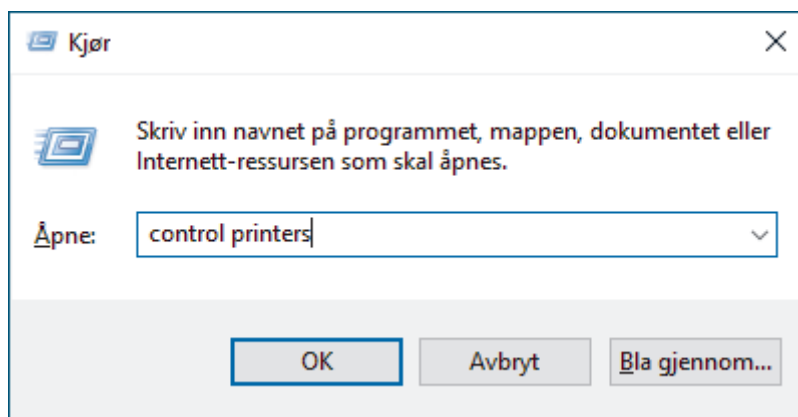 Kjør
Skriv inn navnet på programmet, mappen, dokumentet eller
Internett-ressursen som skal åpnes.
Åpne: control printers
OK Avbryt Bla gjennom...